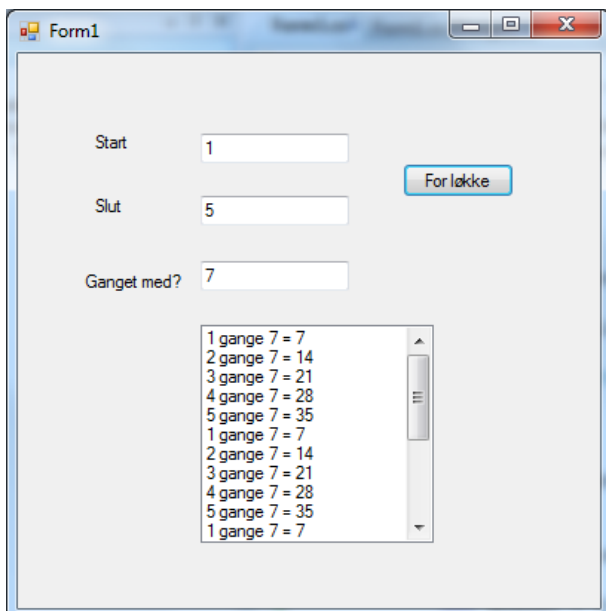 Form1
Start
1
For løkke
Slut
5
Ganget med?
7
1 gange 7 = 7
2 gange 7 = 14
3 gange 7 = 21
4 gange 7 = 28
5 gange 7 = 35
1 gange 7 = 7
2 gange 7 = 14
3 gange 7 = 21
4 gange 7 = 28
5 gange 7 = 35
1 gange 7 = 7